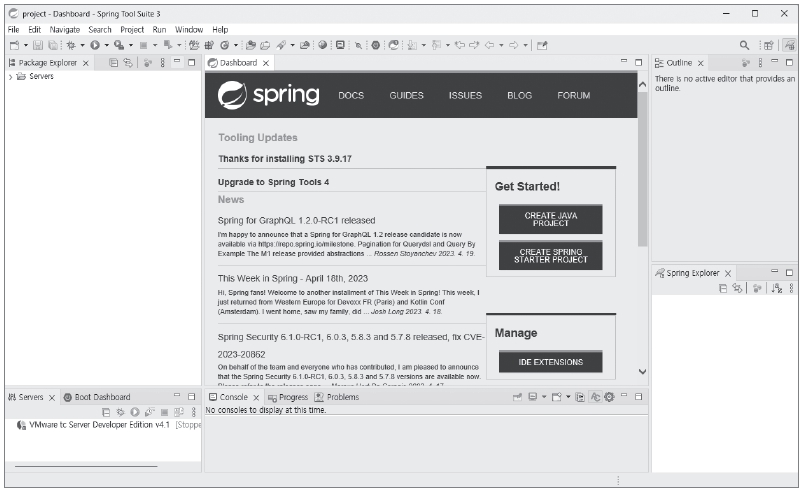 project - Dashboard - Spring Tool Suite 3
File Edit Navigate Search Project Run Window Help
Package Explorer
Servers
Dashboard
spring DOCS GUIDES ISSUES BLOG FORUM
Tooling Updates
Thanks for installing STS 3.9.17
Upgrade to Spring Tools 4
News
Spring for GraphQL 1.2.0-RC1 released
I'm happy to announce that a Spring for GraphQL 1.2 release candidate is now
available via https://repo.spring.io/milestone. Pagination for Querydsl and Query By
Example The M1 release provided abstractions ... Rossen Stoyanchev 2023. 4. 19.
This Week in Spring - April 18th, 2023
Hi, Spring fans! Welcome to another installment of This Week in Spring! This week, I
just returned from Western Europe for Devoxx FR (Paris) and Kotlin Conf
(Amsterdam). I went home, saw my family, did ... Josh Long 2023. 4. 18.
Spring Security 6.1.0-RC1, 6.0.3, 5.8.3 and 5.7.8 released, fix CVE-
2023-20862
On behalf of the team and everyone who has contributed, I am pleased to announce
that the Spring Security 6.1.0-RC1, 6.0.3, 5.8.3 and 5.7.8 versions are available now.
Get Started!
CREATE JAVA
PROJECT
CREATE SPRING
STARTER PROJECT
Manage
IDE EXTENSIONS
Outline
There is no active editor that provides an
outline.
Spring Explorer
Servers Boot Dashboard
VMware tc Server Developer Edition v4.1 [Stoppe
Console Progress Problems
No consoles to display at this time.